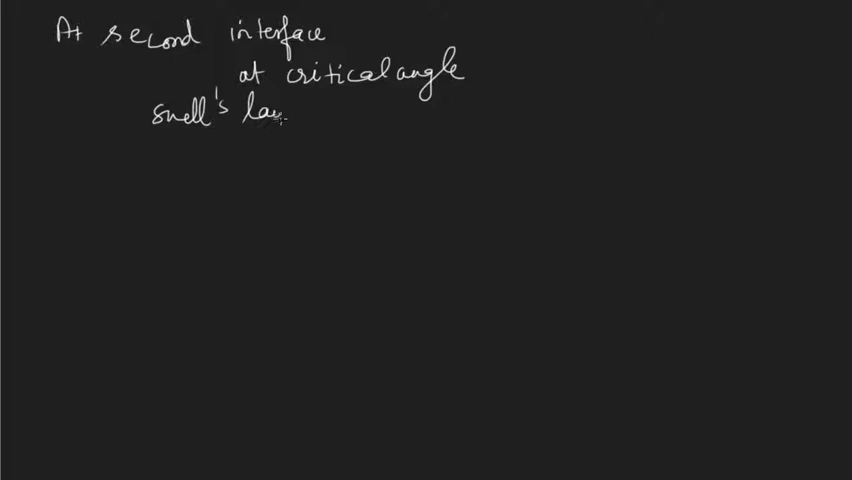 At second interface
at critical angle
snell's law